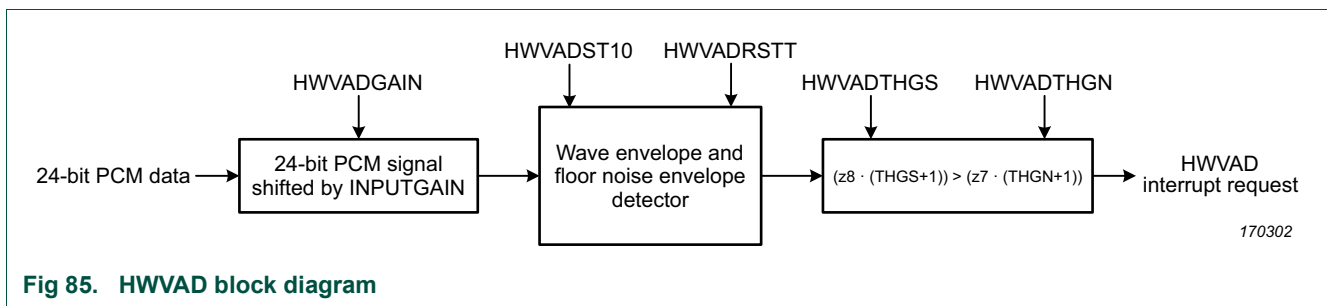 HWVADST10
HWVADRSTT
HWVADGAIN
HWVADTHGS
HWVADTHGN
24-bit PCM data
24-bit PCM signal
shifted by INPUTGAIN
Wave envelope and
floor noise envelope
detector
(z8 · (THGS+1)) > (z7 · (THGN+1))
HWVAD
interrupt request
170302
Fig 85. HWVAD block diagram